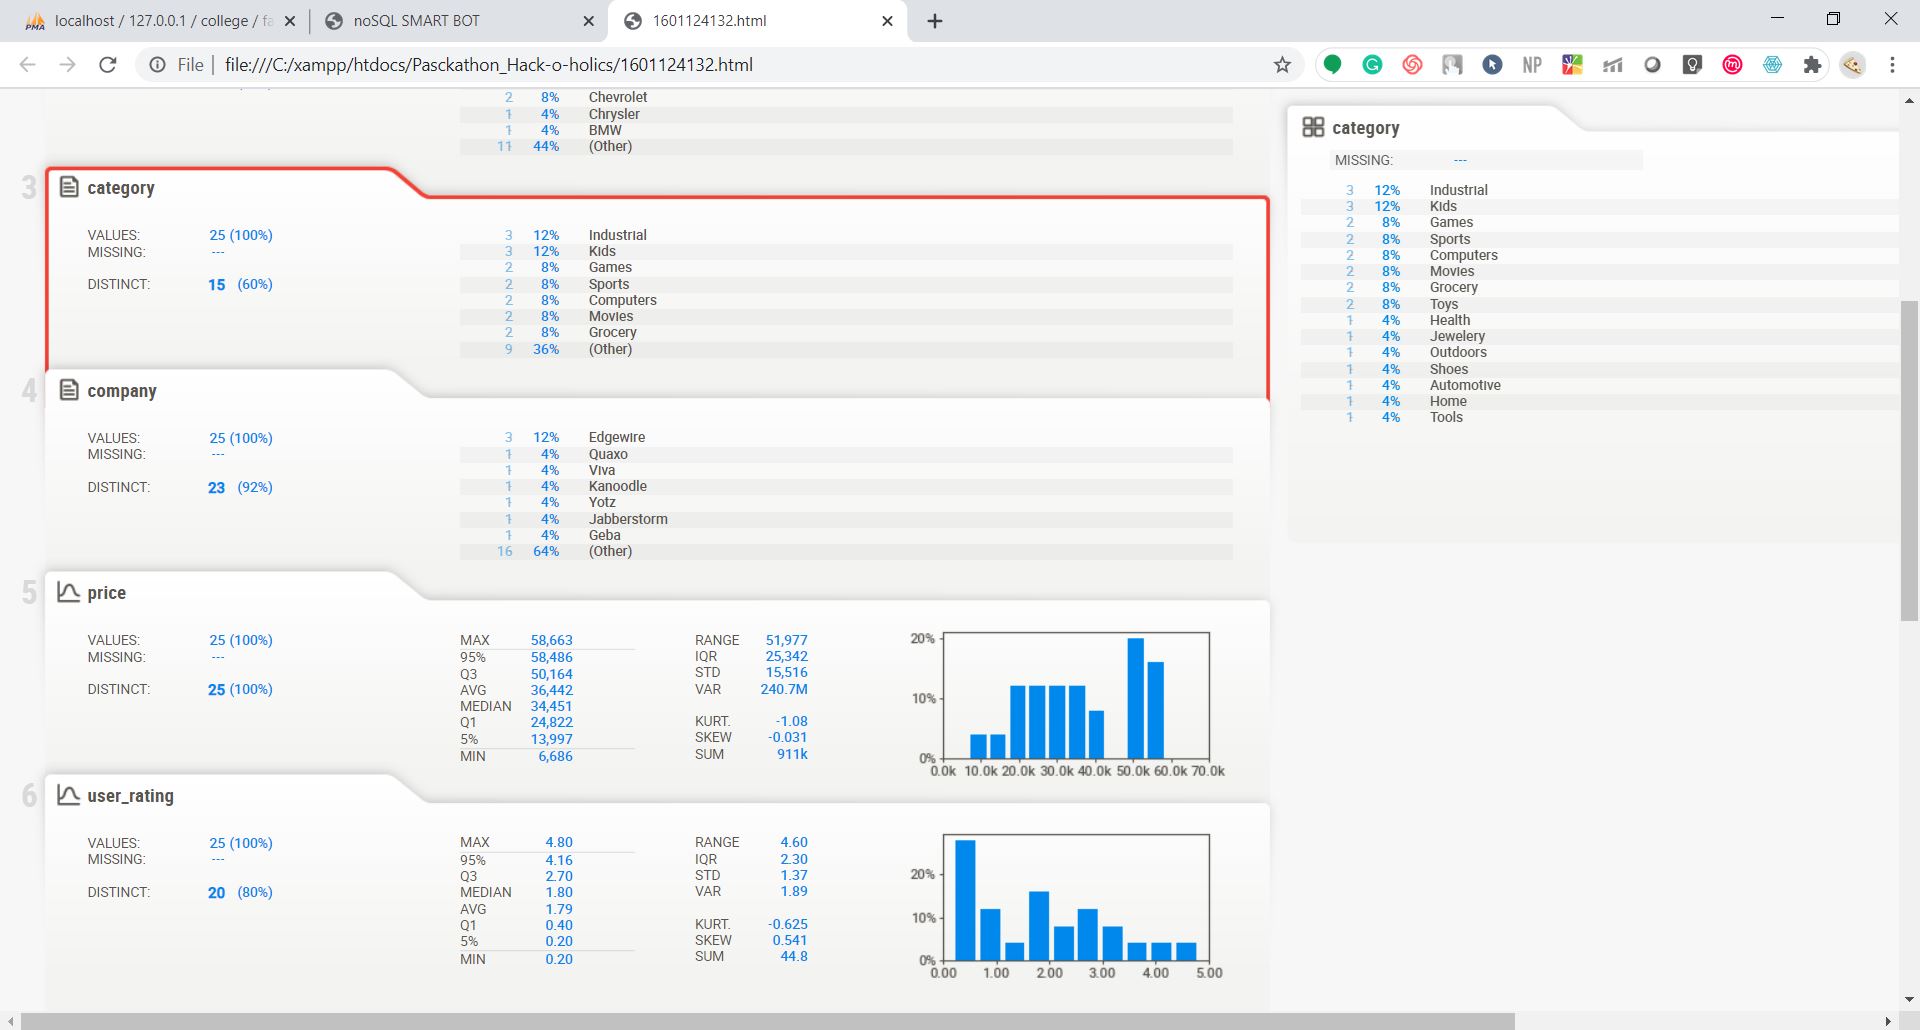 localhost / 127.0.0.1 / college / fa
noSQL SMART BOT
1601124132.html
File
file:///C:/xampp/htdocs/Pasckathon_Hack-o-holics/1601124132.html
2 8% Chevrolet
1 4% Chrysler
1 4% BMW
11 44% (Other)
3
category
VALUES: 25 (100%)
MISSING: ---
DISTINCT: 15 (60%)
3 12% Industrial
3 12% Kids
2 8% Games
2 8% Sports
2 8% Computers
2 8% Movies
2 8% Grocery
9 36% (Other)
4
company
VALUES: 25 (100%)
MISSING: ---
DISTINCT: 23 (92%)
3 12% Edgewire
1 4% Quaxo
1 4% Viva
1 4% Kanoodle
1 4% Yotz
1 4% Jabberstorm
1 4% Geba
16 64% (Other)
5
price
VALUES: 25 (100%)
MISSING: ---
DISTINCT: 25 (100%)
MAX 58,663
95% 58,486
Q3 50,164
AVG 36,442
MEDIAN 34,451
Q1 24,822
5% 13,997
MIN 6,686
RANGE 51,977
IQR 25,342
STD 15,516
VAR 240.7M
KURT. -1.08
SKEW -0.031
SUM 911k
20%
10%
0%
0.0k 10.0k 20.0k 30.0k 40.0k 50.0k 60.0k 70.0k
6
user_rating
VALUES: 25 (100%)
MISSING: ---
DISTINCT: 20 (80%)
MAX 4.80
95% 4.16
Q3 2.70
MEDIAN 1.80
AVG 1.79
Q1 0.40
5% 0.20
MIN 0.20
RANGE 4.60
IQR 2.30
STD 1.37
VAR 1.89
KURT. -0.625
SKEW 0.541
SUM 44.8
20%
10%
0%
0.00 1.00 2.00 3.00 4.00 5.00
category
MISSING: ---
3 12% Industrial
3 12% Kids
2 8% Games
2 8% Sports
2 8% Computers
2 8% Movies
2 8% Grocery
2 8% Toys
1 4% Health
1 4% Jewelery
1 4% Outdoors
1 4% Shoes
1 4% Automotive
1 4% Home
1 4% Tools
PMA
NP